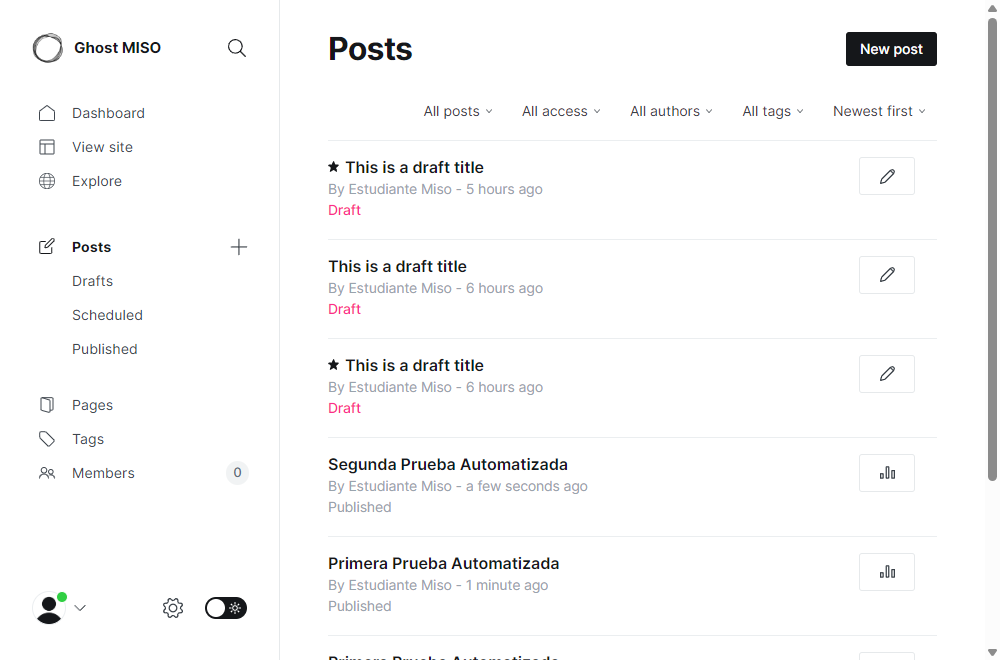 Ghost MISO
Dashboard
View site
Explore
Posts
Drafts
Scheduled
Published
Pages
Tags
Members 0
Posts
New post
All posts All access All authors All tags Newest first
This is a draft title
By Estudiante Miso - 5 hours ago
Draft
This is a draft title
By Estudiante Miso - 6 hours ago
Draft
This is a draft title
By Estudiante Miso - 6 hours ago
Draft
Segunda Prueba Automatizada
By Estudiante Miso - a few seconds ago
Published
Primera Prueba Automatizada
By Estudiante Miso - 1 minute ago
Published
Primera Prueba Automatizada